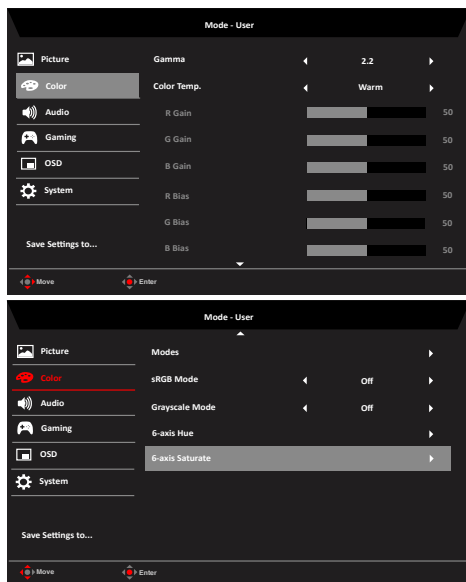 Mode - User
Picture
Gamma 2.2
Color
Color Temp. Warm
Audio
R Gain 50
Gaming
G Gain 50
OSD
B Gain 50
System
R Bias 50
G Bias 50
Save Settings to...
B Bias 50
Move Enter
Mode - User
Picture
Modes
Color
sRGB Mode Off
Audio
Grayscale Mode Off
Gaming
6-axis Hue
OSD
6-axis Saturate
System
Save Settings to...
Move Enter